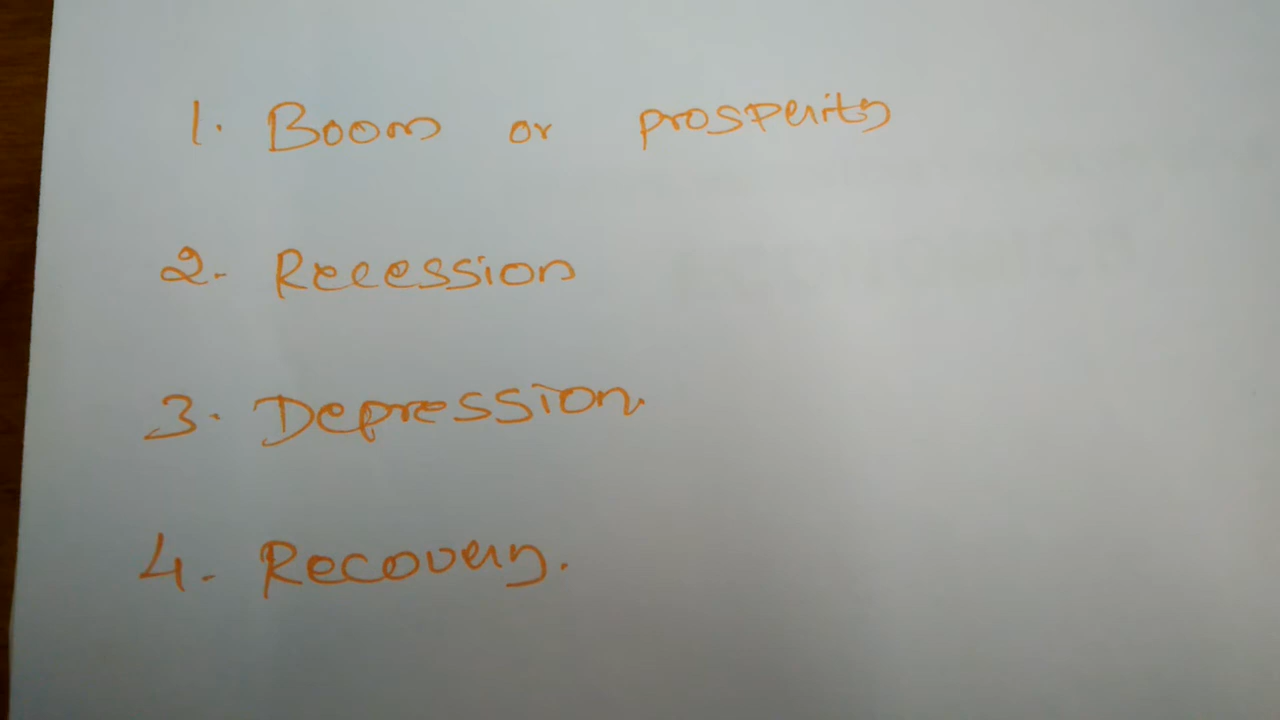 1. Boom or prosperity
2. Recession
3. Depression.
4. Recovery.